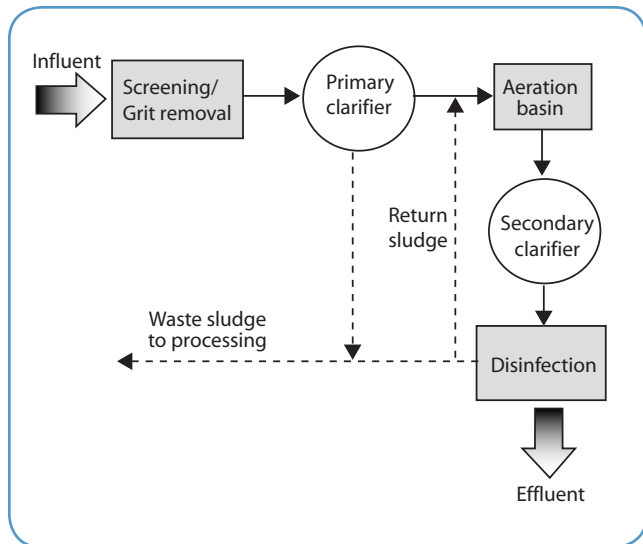 Influent
Screening/
Grit removal
Primary
clarifier
Aeration
basin
Return
sludge
Secondary
clarifier
Waste sludge
to processing
Disinfection
Effluent